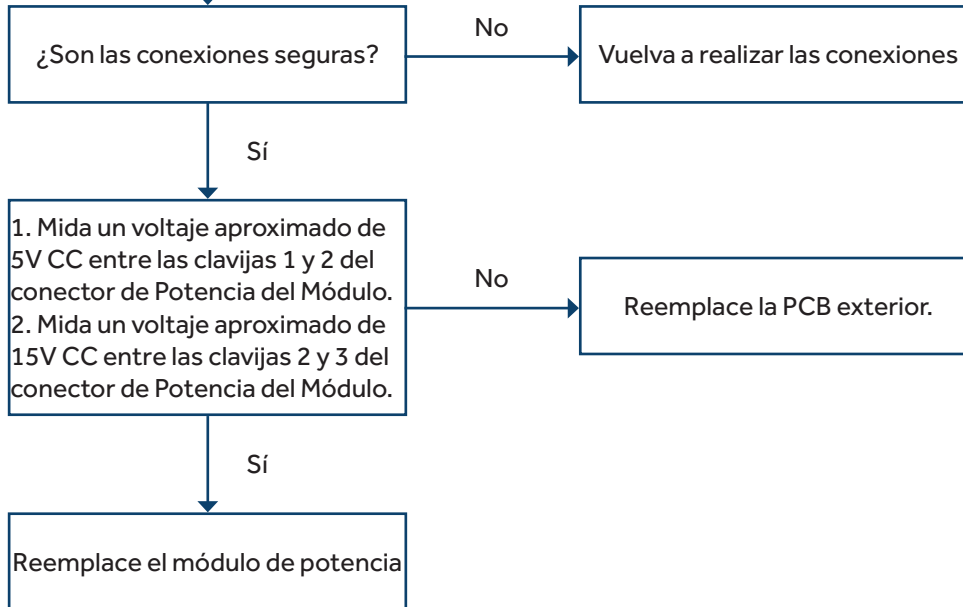 ¿Son las conexiones seguras?
No
Vuelva a realizar las conexiones
Sí
1. Mida un voltaje aproximado de
5V CC entre las clavijas 1 y 2 del
conector de Potencia del Módulo.
2. Mida un voltaje aproximado de
15V CC entre las clavijas 2 y 3 del
conector de Potencia del Módulo.
No
Reemplace la PCB exterior.
Sí
Reemplace el módulo de potencia